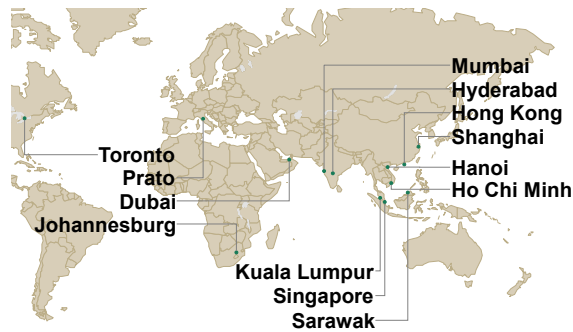 Mumbai
Hyderabad
Hong Kong
Shanghai
Toronto
Prato
Dubai
Johannesburg
Hanoi
Ho Chi Minh
Kuala Lumpur
Singapore
Sarawak